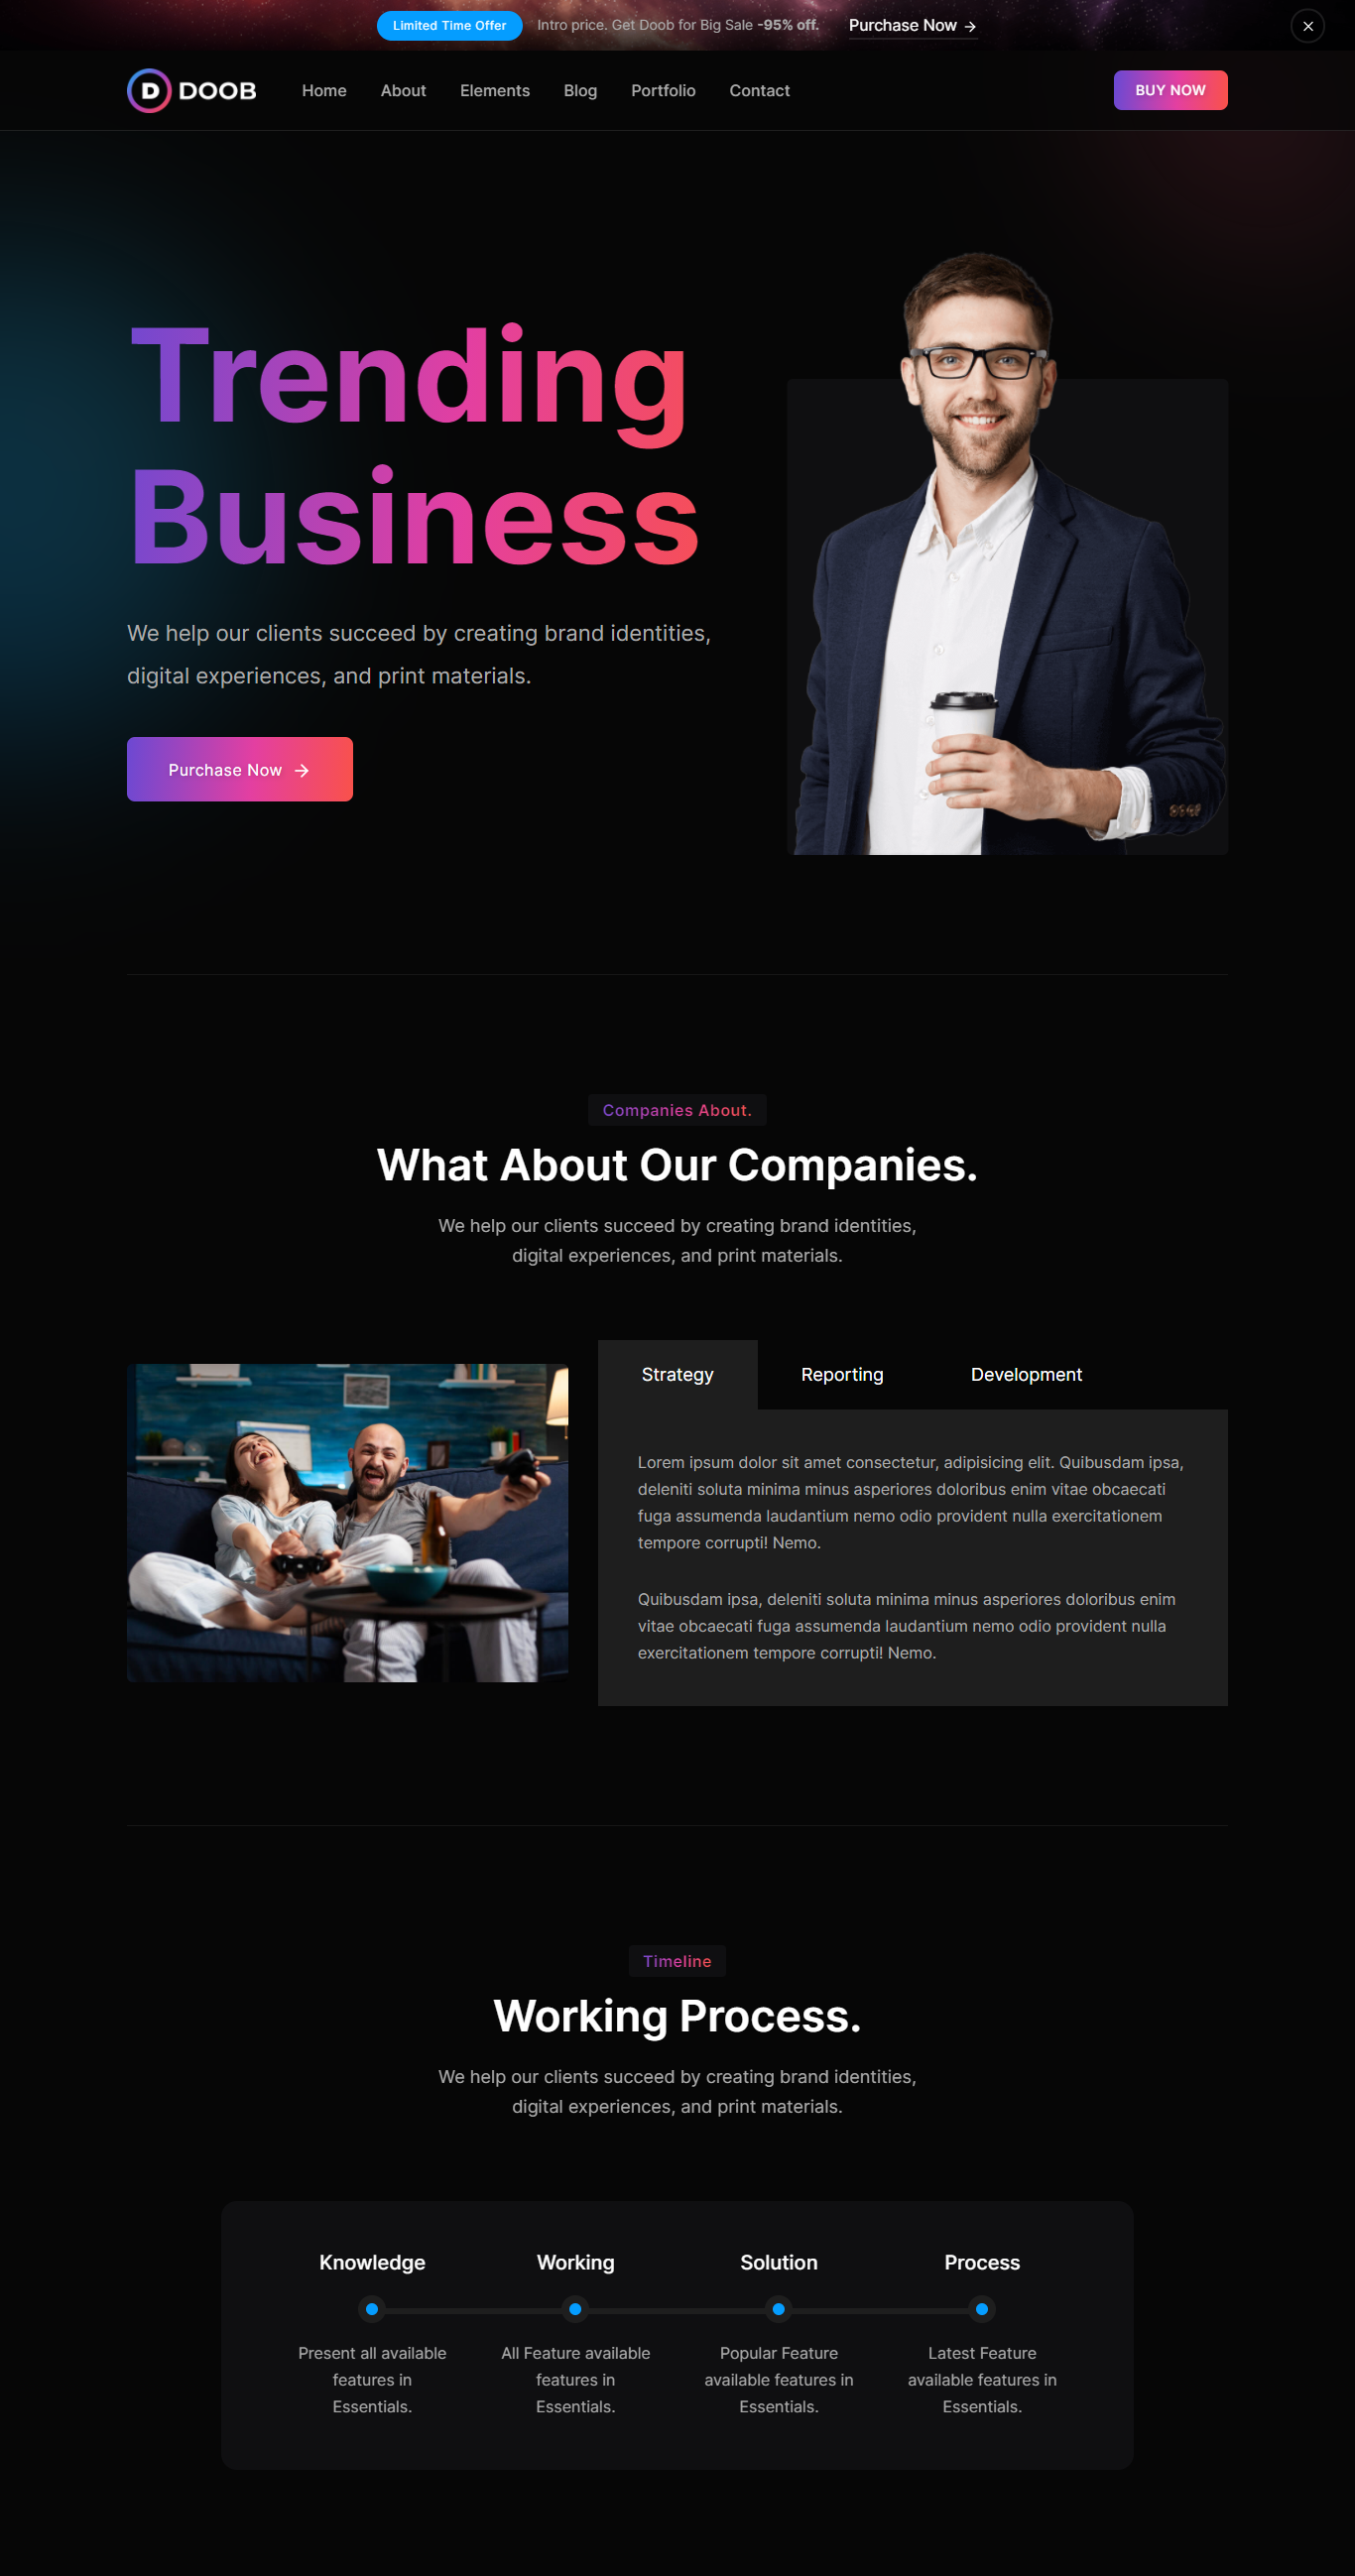 Limited Time Offer Intro price. Get Doob for Big Sale -95% off. Purchase Now
D DOOB Home About Elements Blog Portfolio Contact BUY NOW
Trending
Business
We help our clients succeed by creating brand identities,
digital experiences, and print materials.
Purchase Now
Companies About.
What About Our Companies.
We help our clients succeed by creating brand identities,
digital experiences, and print materials.
Strategy Reporting Development
Lorem ipsum dolor sit amet consectetur, adipisicing elit. Quibusdam ipsa,
deleniti soluta minima minus asperiores doloribus enim vitae obcaecati
fuga assumenda laudantium nemo odio provident nulla exercitationem
tempore corrupti! Nemo.
Quibusdam ipsa, deleniti soluta minima minus asperiores doloribus enim
vitae obcaecati fuga assumenda laudantium nemo odio provident nulla
exercitationem tempore corrupti! Nemo.
Timeline
Working Process.
We help our clients succeed by creating brand identities,
digital experiences, and print materials.
Knowledge Working Solution Process
Present all available All Feature available Popular Feature Latest Feature
features in features in available features in available features in
Essentials. Essentials. Essentials. Essentials.